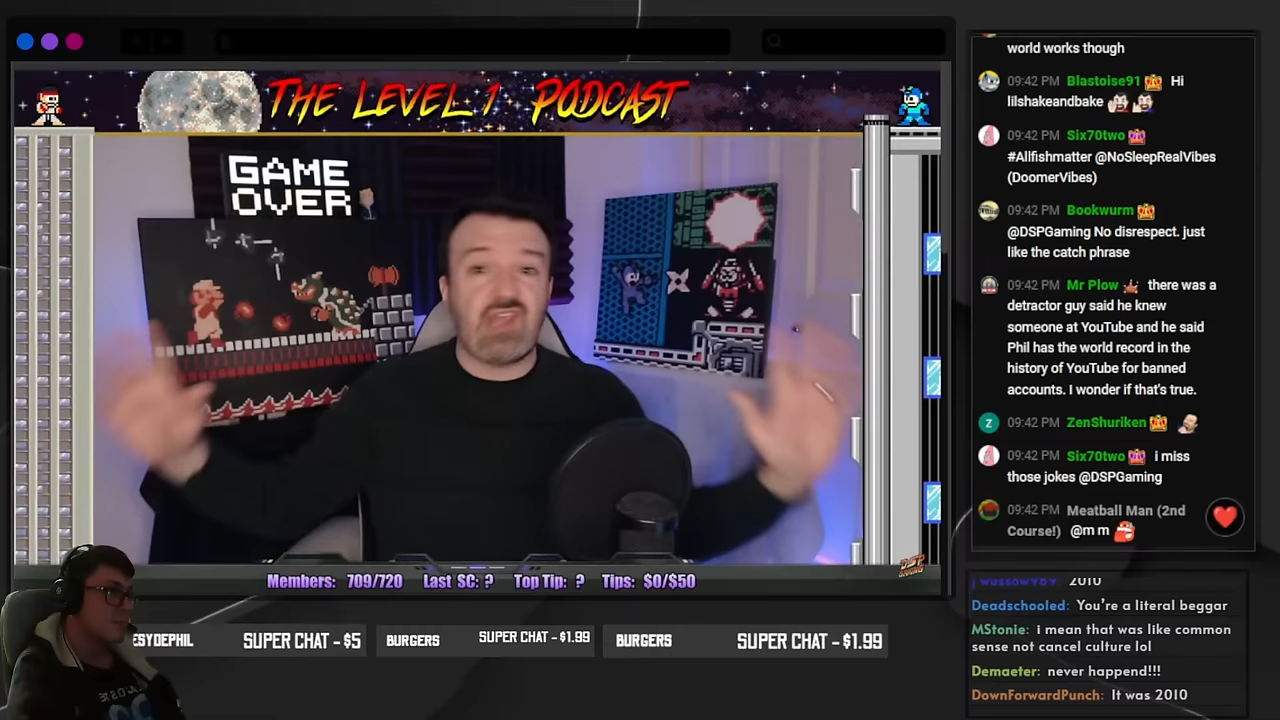 THE LEVEL 1 PODCAST
GAME
OVER
DSP
GAMING
Members: 709/720 Last SC: ? Top Tip: ? Tips: $0/$50
ESYDEPHIL SUPER CHAT - $5
BURGERS SUPER CHAT - $1.99
BURGERS SUPER CHAT - $1.99
world works though
09:42 PM Blastoise91 Hi
lilshakeandbake
09:42 PM Six70two
#Allfishmatter @NoSleepRealVibes
(DoomerVibes)
09:42 PM Bookwurm
@DSPGaming No disrespect. just
like the catch phrase
09:42 PM Mr Plow there was a
detractor guy said he knew
someone at YouTube and he said
Phil has the world record in the
history of YouTube for banned
accounts. I wonder if that's true.
Z 09:42 PM ZenShuriken
09:42 PM Six70two i miss
those jokes @DSPGaming
09:42 PM Meatball Man (2nd
Course!) @m m
2010
Deadschooled: You're a literal beggar
MStonie: i mean that was like common
sense not cancel culture lol
Demaeter: never happend!!!
DownForwardPunch: It was 2010